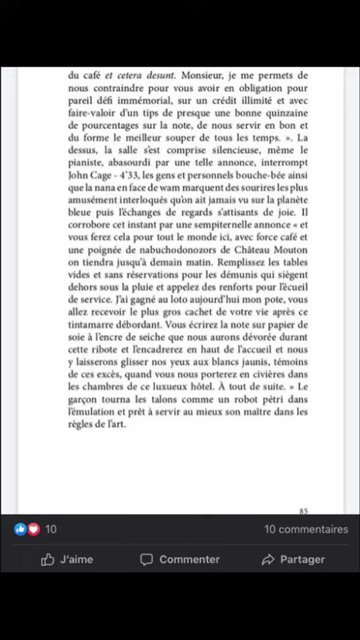 du café et cetera desunt. Monsieur, je me permets de
nous contraindre pour vous avoir en obligation pour
pareil défi immémorial, sur un crédit illimité et avec
faire-valoir d'un tips de presque une bonne quinzaine
de pourcentages sur la note, de nous servir en bon et
du forme le meilleur souper de tous les temps. ». La
dessus, la salle s'est comprise silencieuse, même le
pianiste, abasourdi par une telle annonce, interrompt
John Cage - 4'33, les gens et personnels bouche-bée ainsi
que la nana en face de wam marquent des sourires les plus
amusément interloqués qu'on ait jamais vu sur la planète
bleue puis l'échanges de regards s'attisants de joie. Il
corrobore cet instant par une sempiternelle annonce « et
vous ferez cela pour tout le monde ici, avec force café et
une poignée de nabuchodonozors de Château Mouton
on tiendra jusqu'à demain matin. Remplissez les tables
vides et sans réservations pour les démunis qui siègent
dehors sous la pluie et appelez des renforts pour l'écueil
de service. J'ai gagné au loto aujourd'hui mon pote, vous
allez recevoir le plus gros cachet de votre vie après ce
tintamarre débordant. Vous écrirez la note sur papier de
soie à l'encre de seiche que nous aurons dévorée durant
cette ribote et l'encadrerez en haut de l'accueil et nous
y laisserons glisser nos yeux aux blancs jaunis, témoins
de ces excès, quand vous nous porterez en civières dans
les chambres de ce luxueux hôtel. À tout de suite. » Le
garçon tourna les talons comme un robot pétri dans
l'émulation et prêt à servir au mieux son maître dans les
règles de l'art.
85
10
10 commentaires
J'aime
Commenter
Partager